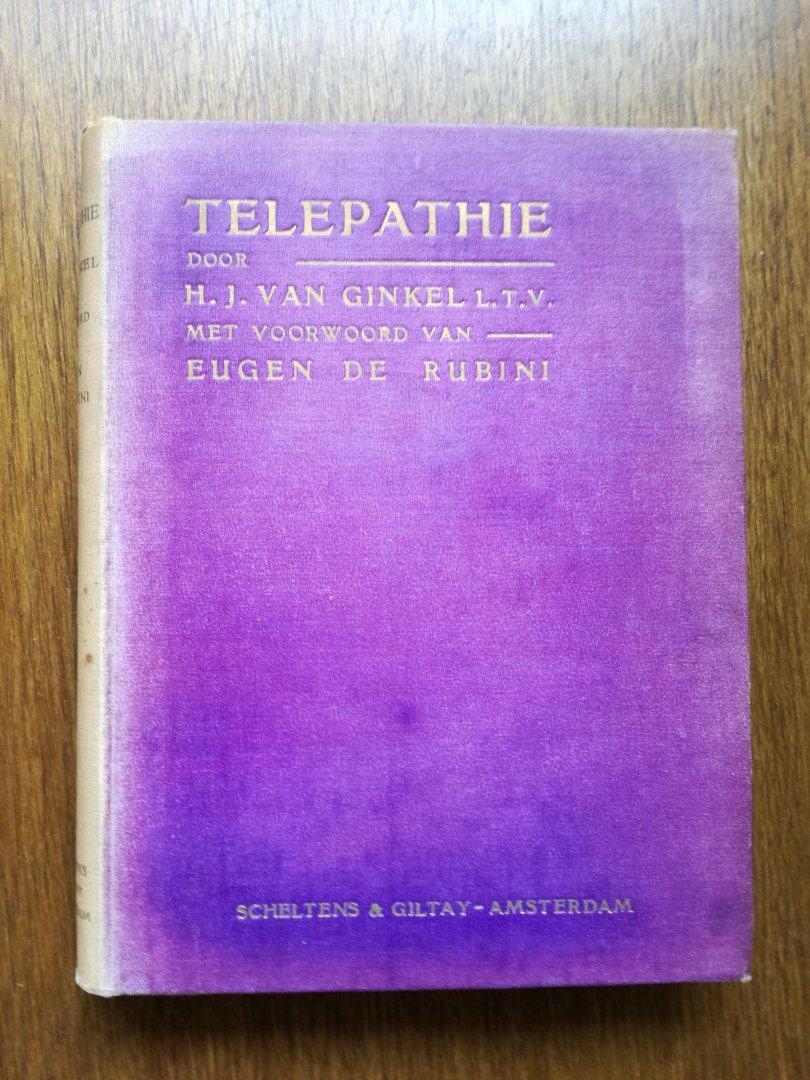 TELEPATHIE
DOOR
H. J. VAN GINKEL L.T.V.
MET VOORWOORD VAN
EUGEN DE RUBINI
SCHELTENS & GILTAY-AMSTERDAM